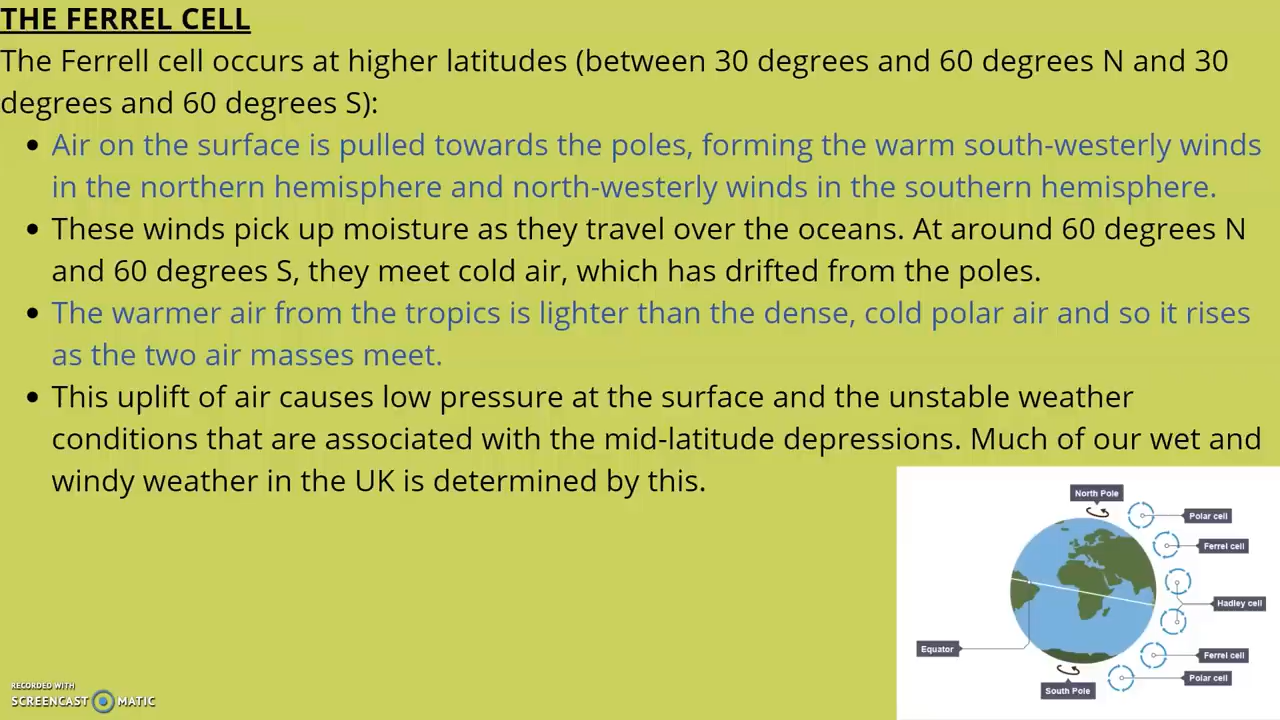 THE FERREL CELL
The Ferrell cell occurs at higher latitudes (between 30 degrees and 60 degrees N and 30
degrees and 60 degrees S):
• Air on the surface is pulled towards the poles, forming the warm south-westerly winds
in the northern hemisphere and north-westerly winds in the southern hemisphere.
• These winds pick up moisture as they travel over the oceans. At around 60 degrees N
and 60 degrees S, they meet cold air, which has drifted from the poles.
• The warmer air from the tropics is lighter than the dense, cold polar air and so it rises
as the two air masses meet.
• This uplift of air causes low pressure at the surface and the unstable weather
conditions that are associated with the mid-latitude depressions. Much of our wet and
windy weather in the UK is determined by this.
North Pole
Polar cell
Ferrel cell
Hadley cell
Equator
Ferrel cell
Polar cell
South Pole
RECORDED WITH
SCREENCAST MATIC